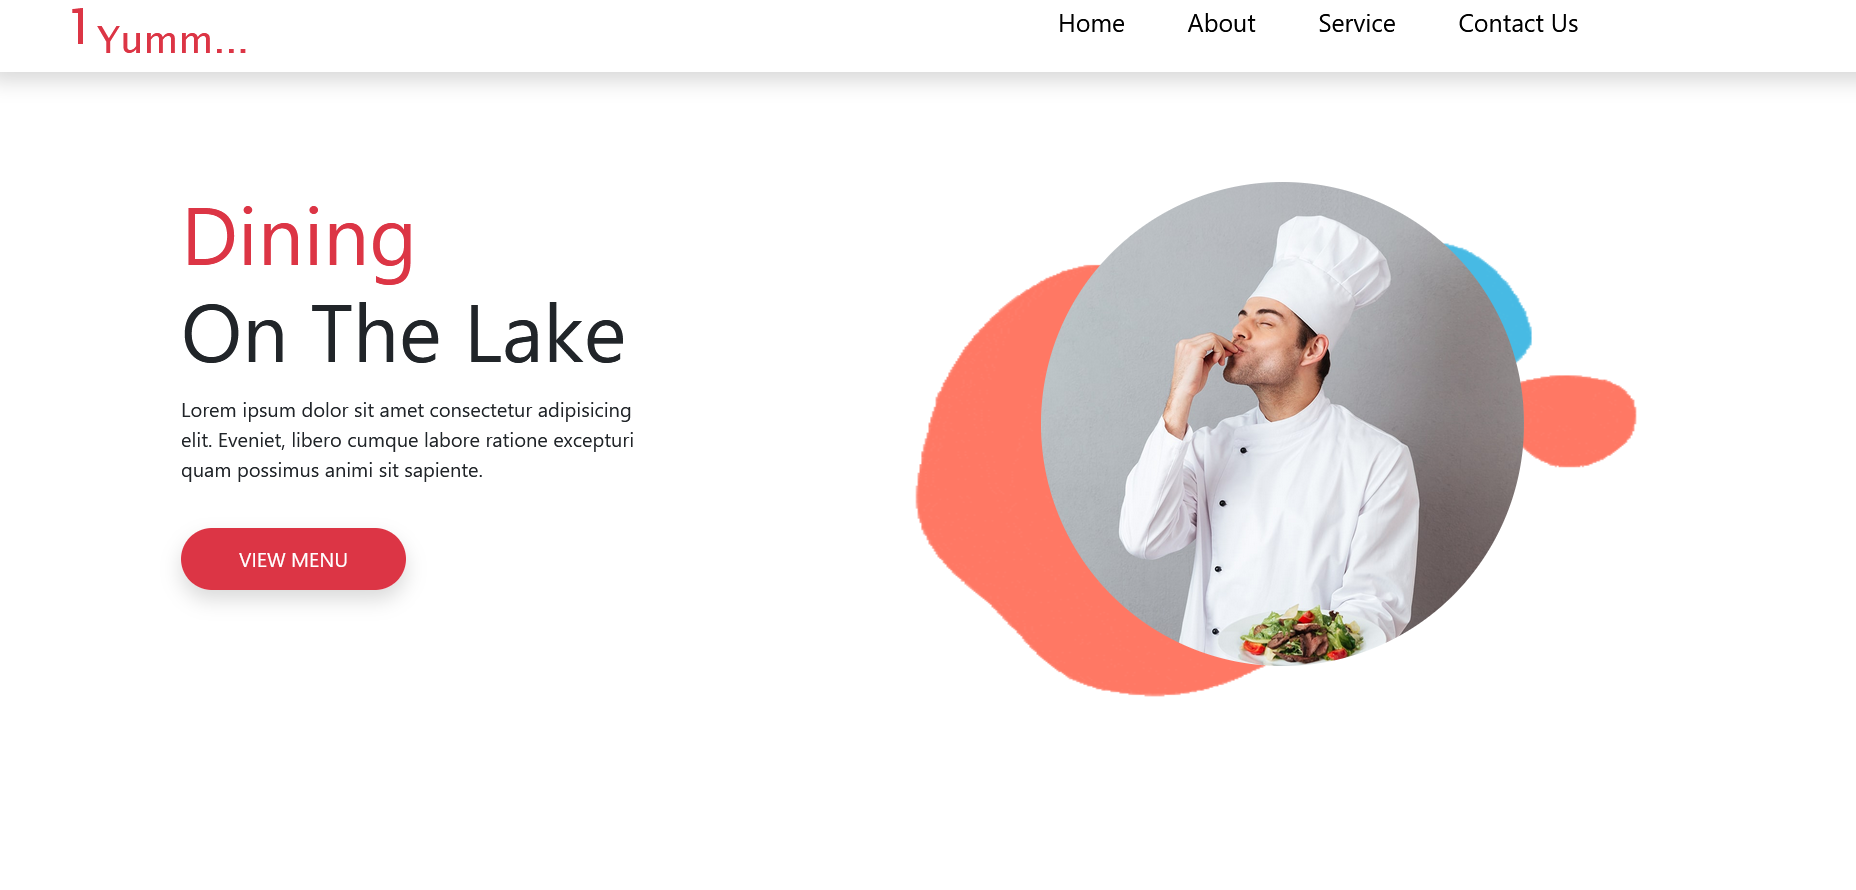 1 Yumm...
Home About Service Contact Us
Dining
On The Lake
Lorem ipsum dolor sit amet consectetur adipisicing
elit. Eveniet, libero cumque labore ratione excepturi
quam possimus animi sit sapiente.
VIEW MENU